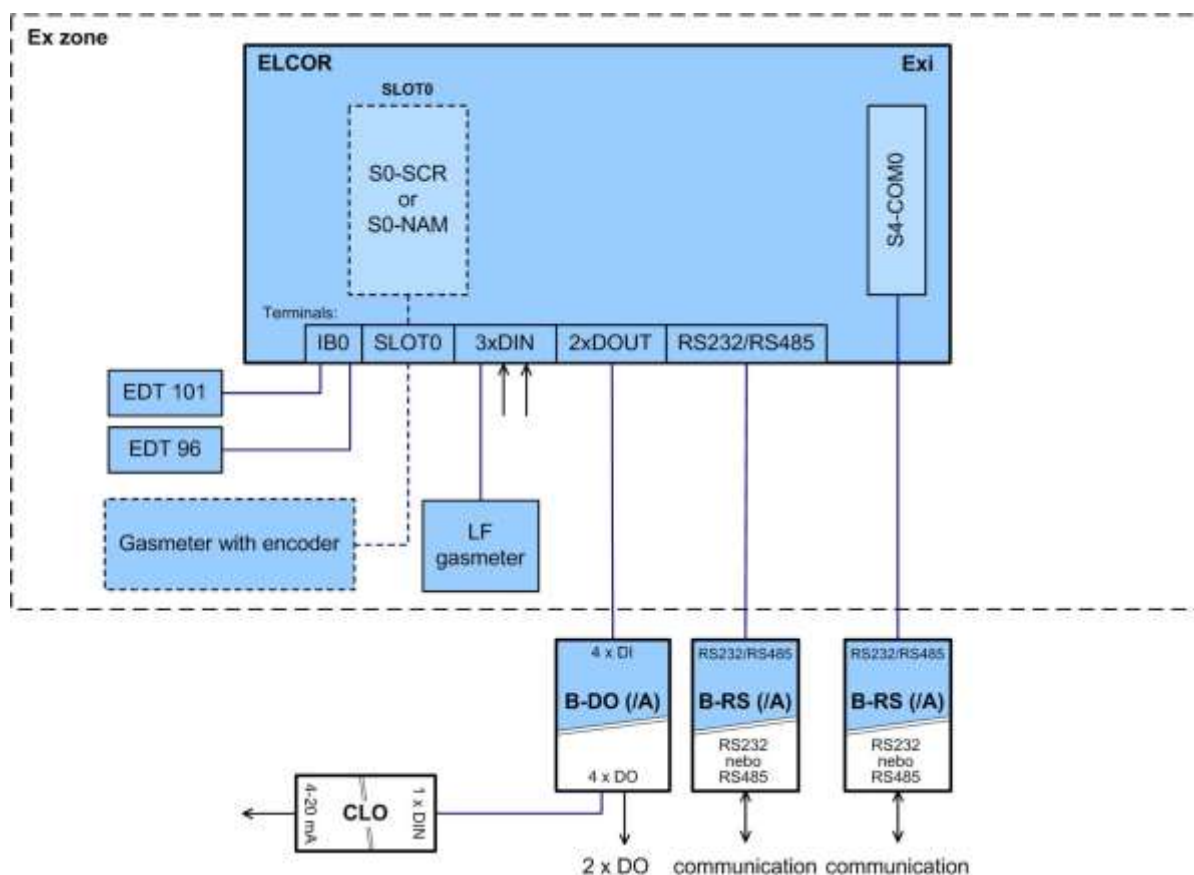 Ex zone
ELCOR
Exi
SLOT0
S0-SCR
or
S0-NAM
S4-COM0
Terminals:
IB0
SLOT0
3xDIN
2xDOUT
RS232/RS485
EDT 101
EDT 96
Gasmeter with encoder
LF
gasmeter
4 x DI
B-DO (/A)
4 x DO
RS232/RS485
B-RS (/A)
RS232
nebo
RS485
RS232/RS485
B-RS (/A)
RS232
nebo
RS485
4-20 mA
CLO
1 x DIN
2 x DO
communication
communication